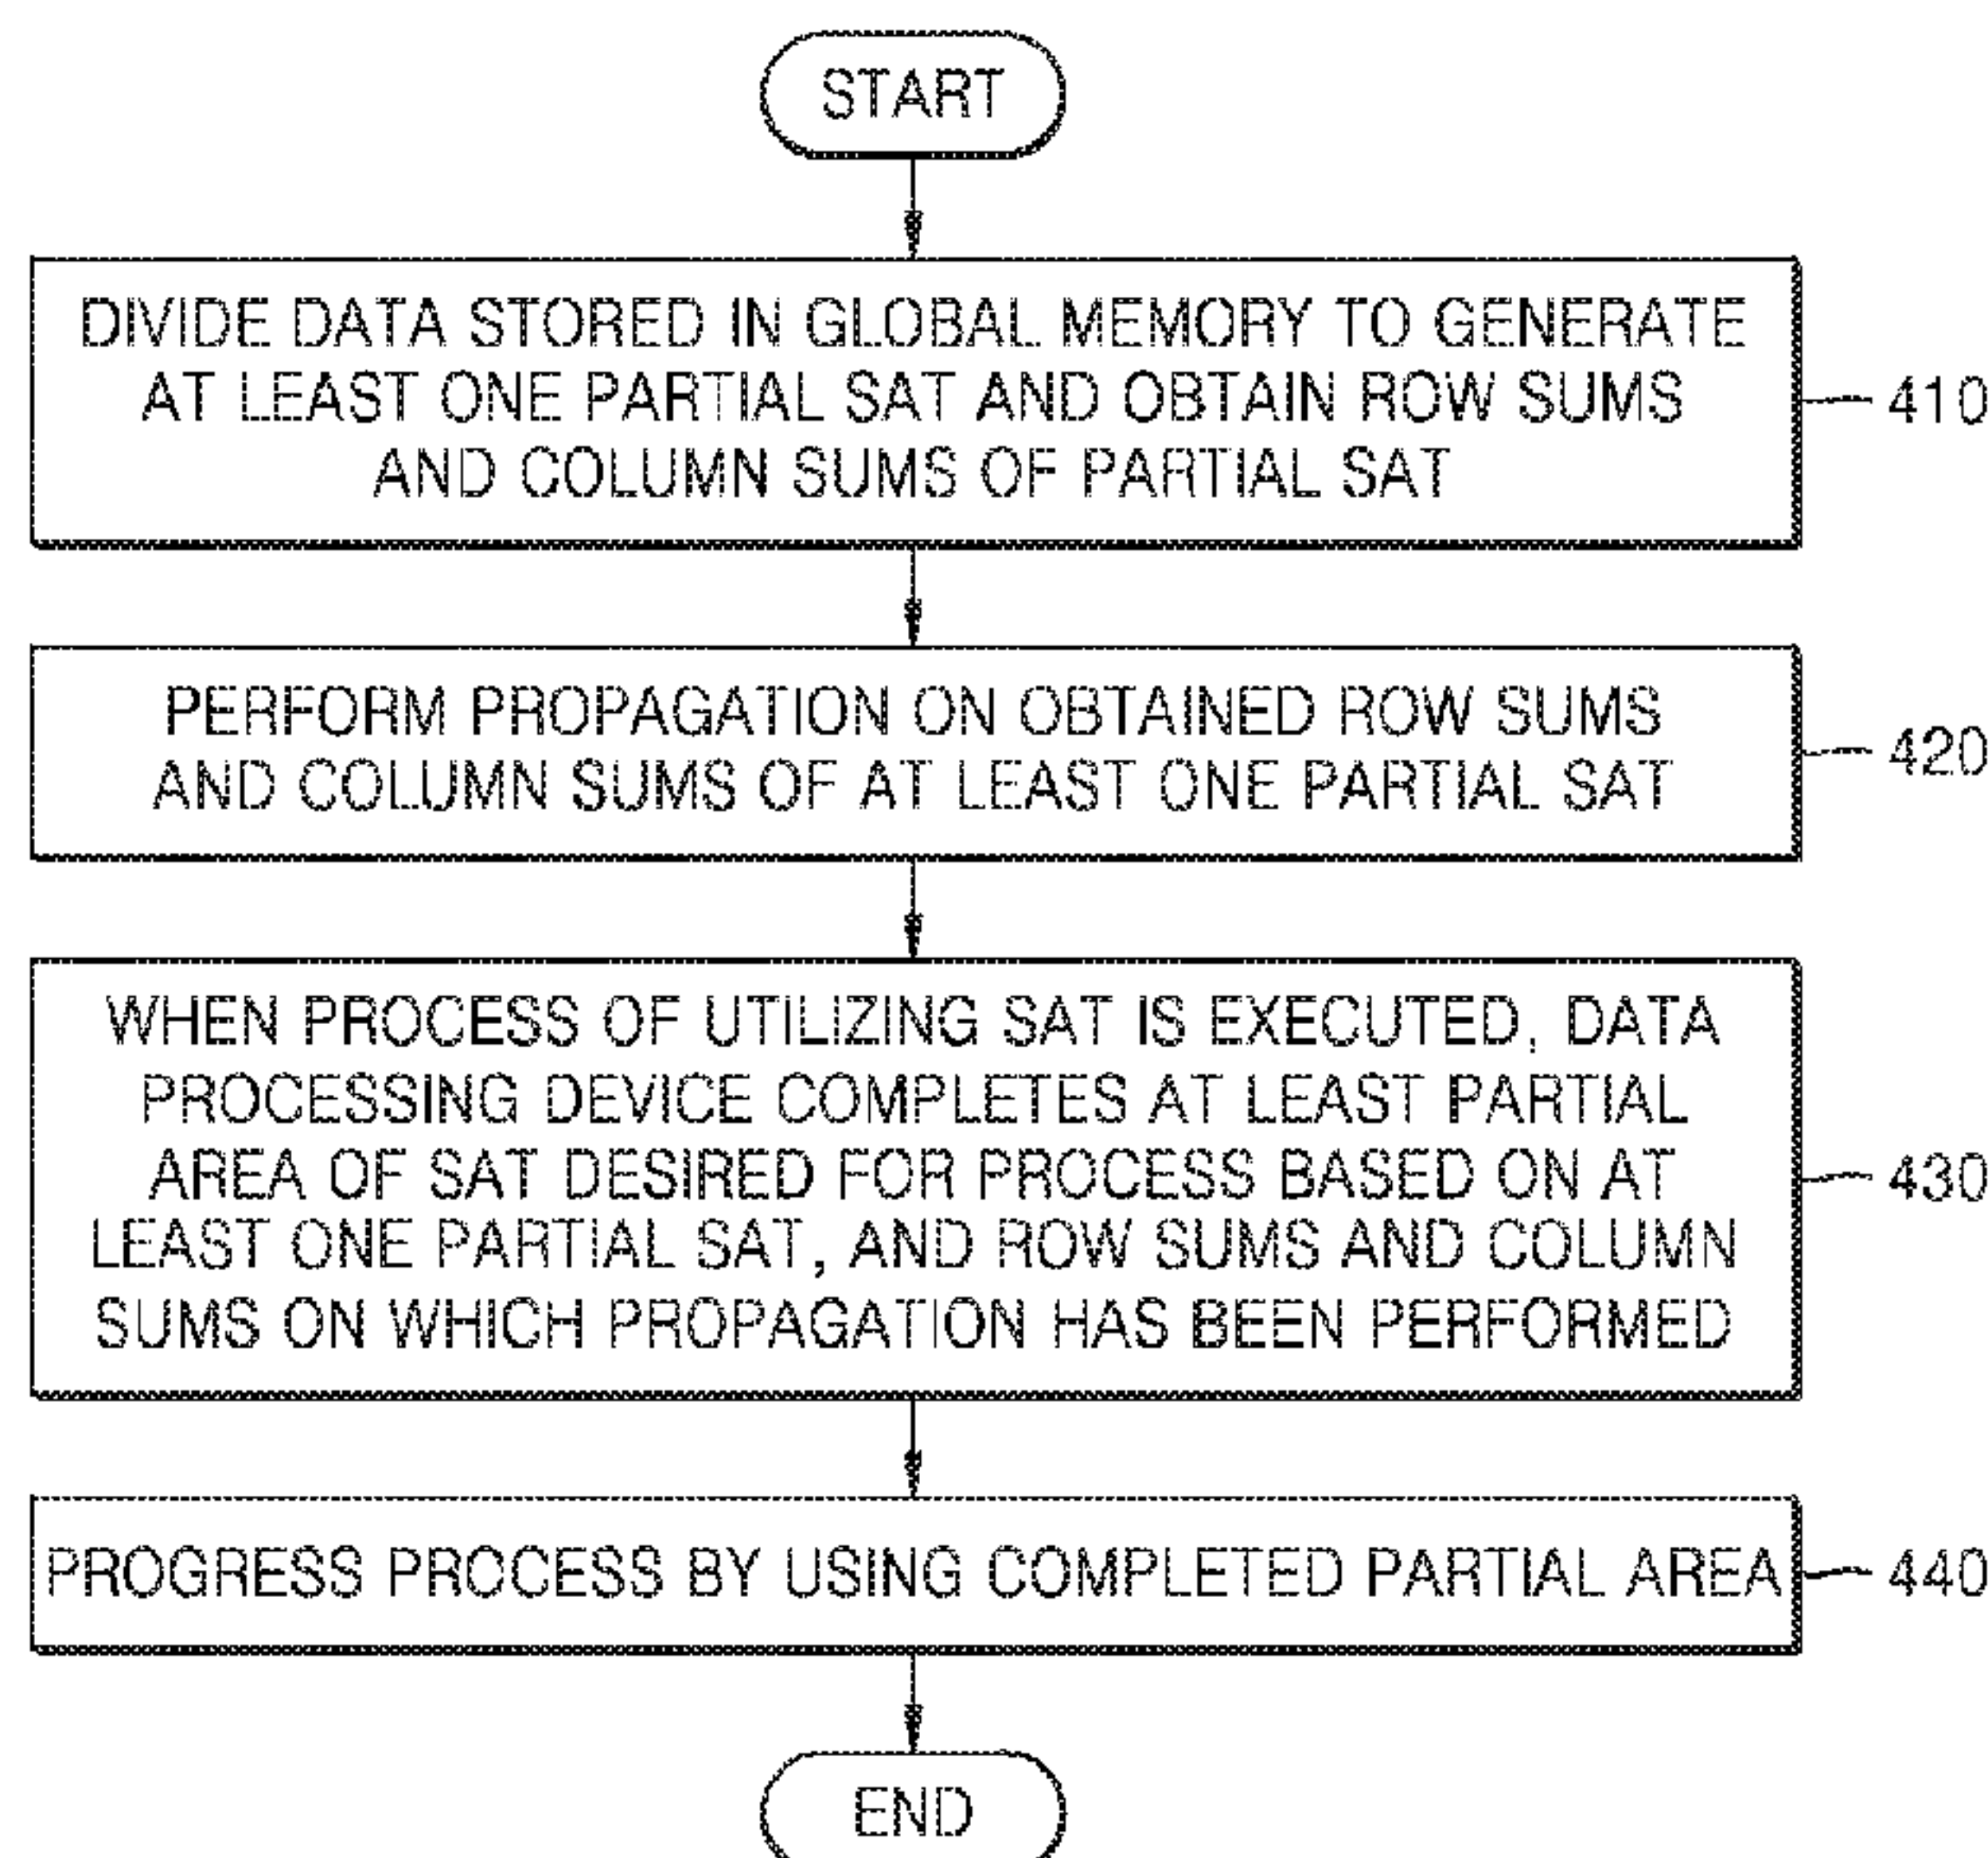 START
DIVIDE DATA STORED IN GLOBAL MEMORY TO GENERATE
AT LEAST ONE PARTIAL SAT AND OBTAIN ROW SUMS
AND COLUMN SUMS OF PARTIAL SAT
410
PERFORM PROPAGATION ON OBTAINED ROW SUMS
AND COLUMN SUMS OF AT LEAST ONE PARTIAL SAT
420
WHEN PROCESS OF UTILIZING SAT IS EXECUTED, DATA
PROCESSING DEVICE COMPLETES AT LEAST PARTIAL
AREA OF SAT DESIRED FOR PROCESS BASED ON AT
LEAST ONE PARTIAL SAT, AND ROW SUMS AND COLUMN
SUMS ON WHICH PROPAGATION HAS BEEN PERFORMED
430
PROGRESS PROCESS BY USING COMPLETED PARTIAL AREA
440
END